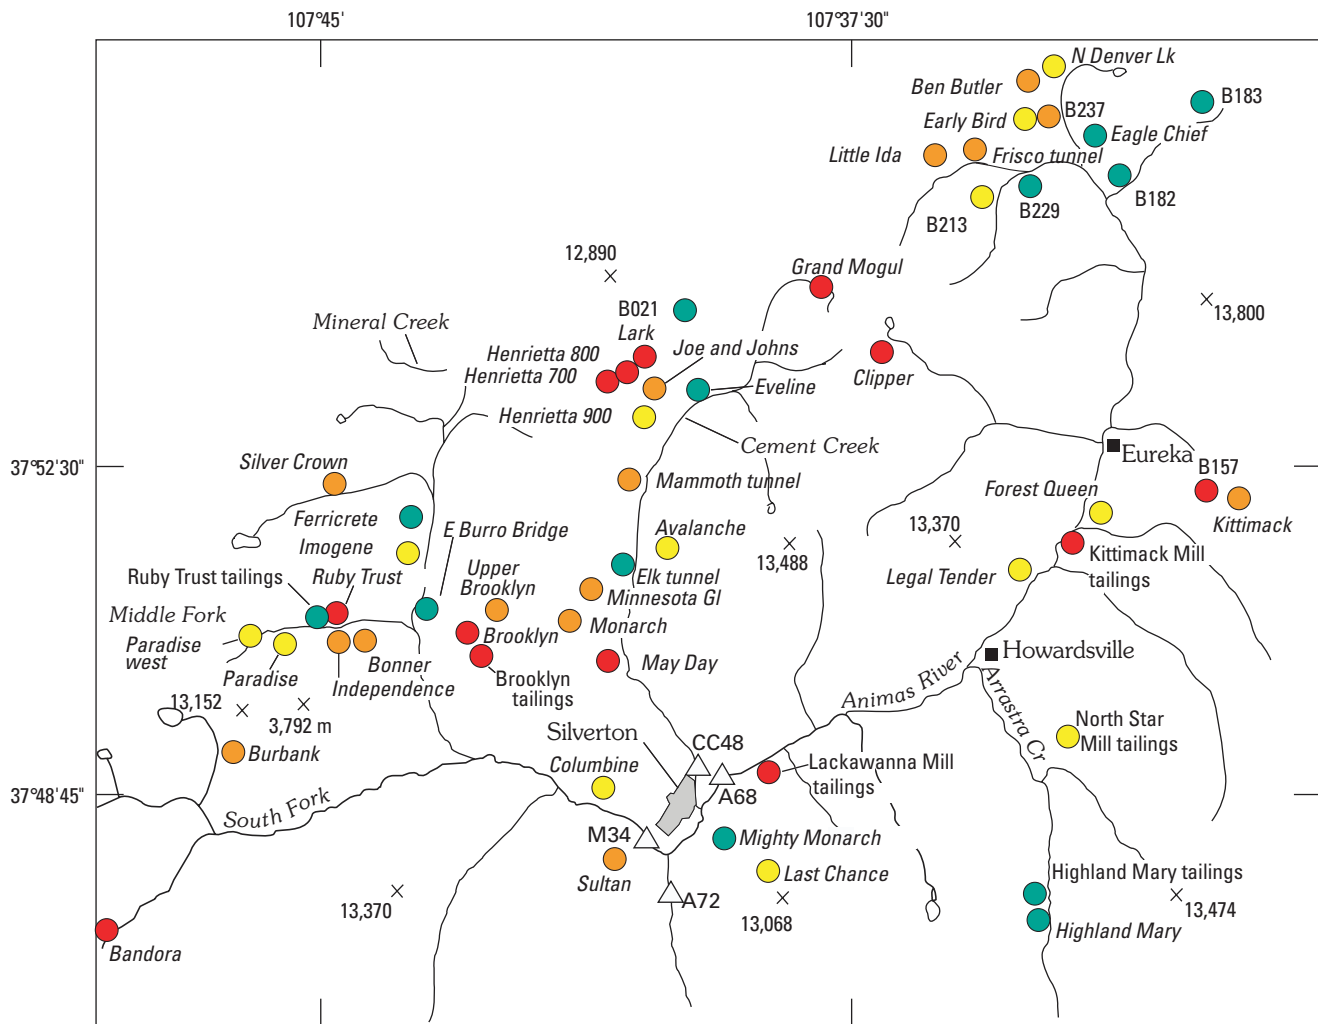 107°45'
107°37'30"
N Denver Lk
Ben Butler
B183
B237
Early Bird
Eagle Chief
Little Ida
Frisco tunnel
B182
B229
B213
12,890
Grand Mogul
13,800
B021
Mineral Creek
Lark
Joe and Johns
Henrietta 800
Henrietta 700
Clipper
Eveline
Henrietta 900
Cement Creek
Eureka
37°52'30"
Silver Crown
B157
Mammoth tunnel
Forest Queen
Kittimack
Ferricrete
E Burro Bridge
Avalanche
13,370
Imogene
13,488
Kittimack Mill
tailings
Upper
Brooklyn
Ruby Trust tailings
Ruby Trust
Elk tunnel
Legal Tender
Minnesota Gl
Middle Fork
Monarch
Brooklyn
Paradise
west
Howardsville
Bonner
May Day
Paradise
Independence
Brooklyn
tailings
Animas River
Arrastra Cr
13,152
3,792 m
North Star
Mill tailings
Silverton
CC48
Burbank
Columbine
Lackawanna Mill
tailings
A68
37°48'45"
South Fork
M34
Mighty Monarch
Sultan
Last Chance
Highland Mary tailings
A72
13,370
13,068
13,474
Highland Mary
Bandora